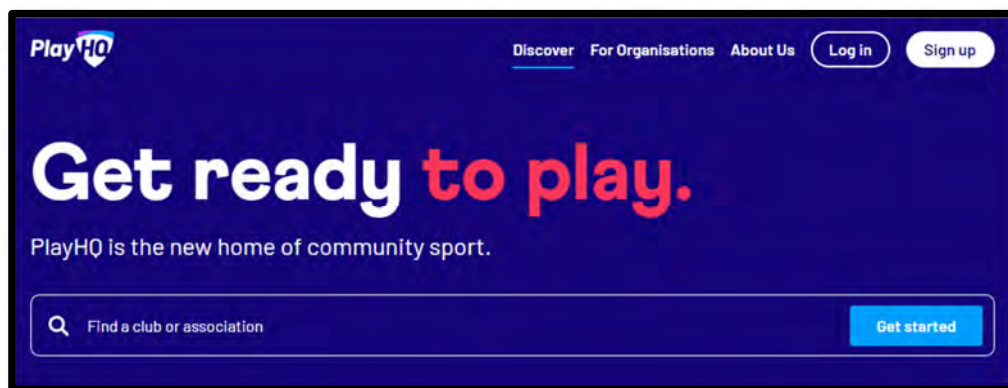 PlayHQ
Discover For Organisations About Us Log in Sign up
Get ready to play.
PlayHQ is the new home of community sport.
Find a club or association
Get started